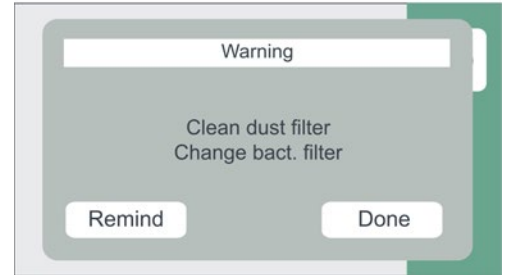 Warning
Clean dust filter
Change bact. filter
Remind
Done